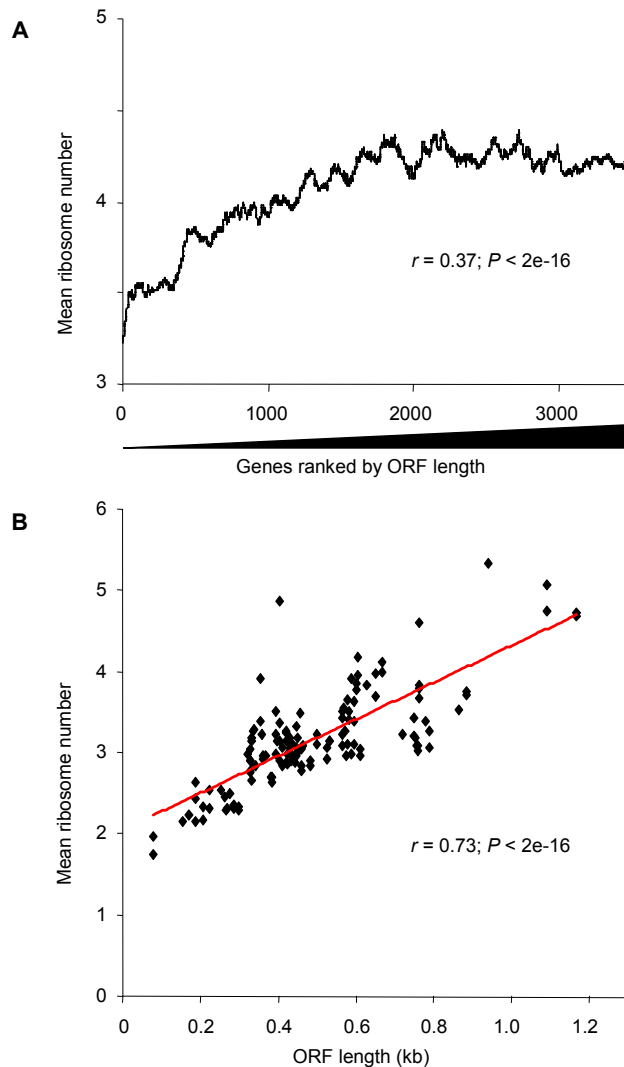 A
Mean ribosome number
5
4
3
r = 0.37; P < 2e-16
0 1000 2000 3000
Genes ranked by ORF length
B
Mean ribosome number
6
5
4
3
2
1
0
r = 0.73; P < 2e-16
0 0.2 0.4 0.6 0.8 1.0 1.2
ORF length (kb)